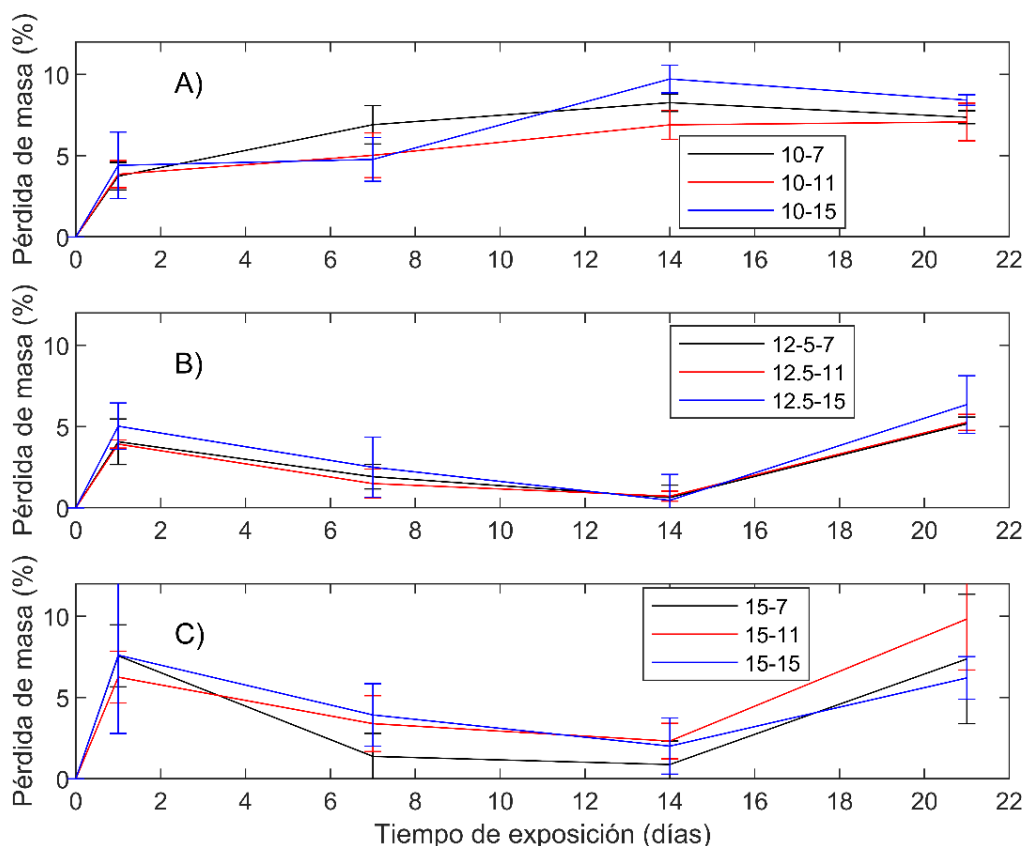 Pérdida de masa (%)
10
5
0
A)
10-7
10-11
10-15
0 2 4 6 8 10 12 14 16 18 20 22
Pérdida de masa (%)
10
5
0
B)
12-5-7
12.5-11
12.5-15
0 2 4 6 8 10 12 14 16 18 20 22
Pérdida de masa (%)
10
5
0
C)
15-7
15-11
15-15
0 2 4 6 8 10 12 14 16 18 20 22
Tiempo de exposición (días)